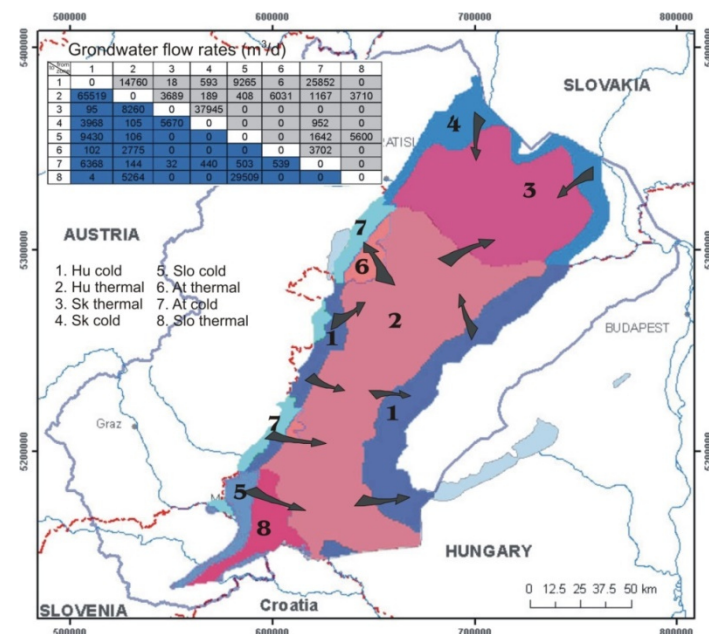 500000 600000 700000 800000
Grondwater flow rates (m³/d)
1 2 3 4 5 6 7 8
1 0 14760 18 593 9265 6 25852 0
2 65519 0 3689 189 408 6031 1167 3710
3 95 8260 0 37945 0 0 0 0
4 3968 105 5670 0 0 0 952 0
5 9430 106 0 0 0 0 1642 5600
6 102 2775 0 0 0 0 3702 0
7 6368 144 32 440 503 539 0 0
8 4 5264 0 0 29509 0 0 0
SLOVAKIA
4
3
AUSTRIA
7
6
1. Hu cold 5. Slo cold
2. Hu thermal 6. At thermal
3. Sk thermal 7. At cold
4. Sk cold 8. Slo thermal
2
1
BUDAPEST
1
Graz
7
5
8
HUNGARY
0 12.5 25 37.5 50 km
SLOVENIA
Croatia
500000 600000 700000 800000
5400000
5300000
5200000